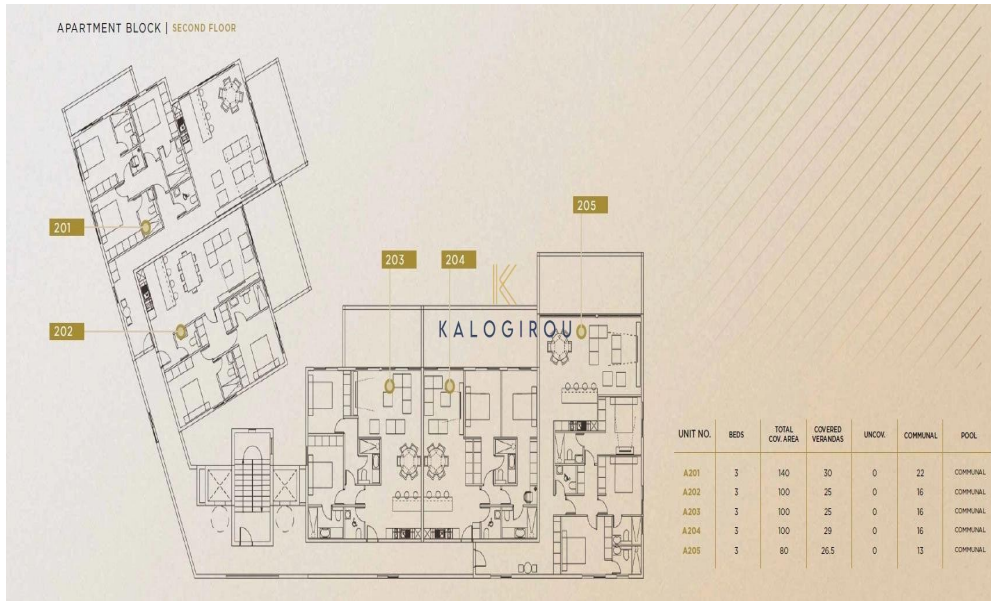 APARTMENT BLOCK | SECOND FLOOR
201
202
203
204
205
KALOGIROU
UNIT NO. BEDS TOTAL COV. AREA COVERED VERANDAS UNCOV. COMMUNAL POOL
A201 3 140 30 0 22 COMMUNAL
A202 3 100 25 0 16 COMMUNAL
A203 3 100 25 0 16 COMMUNAL
A204 3 100 29 0 16 COMMUNAL
A205 3 80 26.5 0 13 COMMUNAL